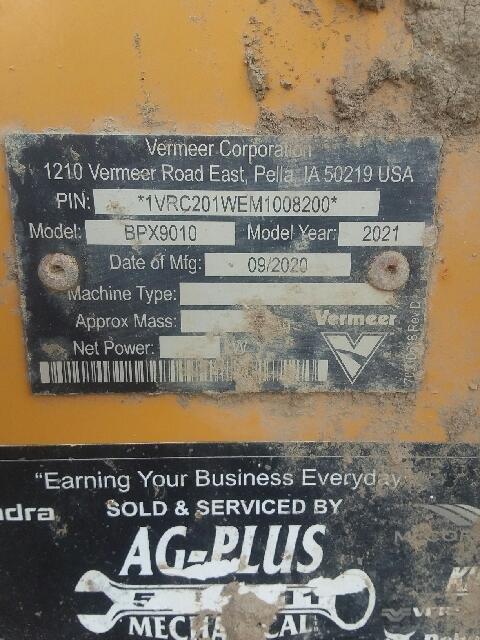 Vermeer Corporation
1210 Vermeer Road East, Pella, IA 50219 USA
PIN: *1VRC201WEM1008200*
Model: BPX9010 Model Year: 2021
Date of Mfg: 09/2020
Machine Type:
Approx Mass:
Net Power:
Vermeer
"Earning Your Business Everyday
SOLD & SERVICED BY
AG-PLUS
MECHANICAL